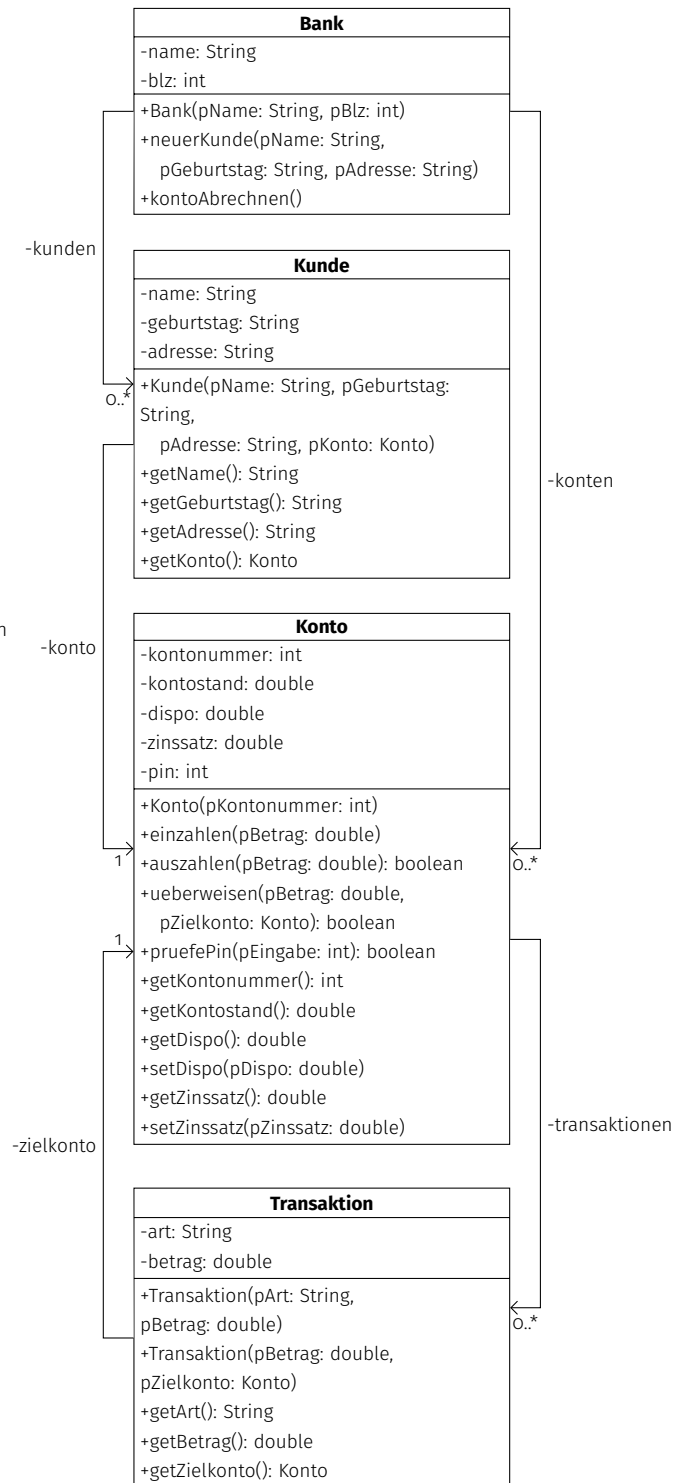 Bank
-name: String
-blz: int
+Bank(pName: String, pBlz: int)
+neuerKunde(pName: String,
pGeburtstag: String, pAdresse: String)
+kontoAbrechnen()
-kunden
0..*
-konten
0..*
Kunde
-name: String
-geburtstag: String
-adresse: String
+Kunde(pName: String, pGeburtstag:
String,
pAdresse: String, pKonto: Konto)
+getName(): String
+getGeburtstag(): String
+getAdresse(): String
+getKonto(): Konto
-konto
1
Konto
-kontonummer: int
-kontostand: double
-dispo: double
-zinssatz: double
-pin: int
+Konto(pKontonummer: int)
+einzahlen(pBetrag: double)
+auszahlen(pBetrag: double): boolean
+ueberweisen(pBetrag: double,
pZielkonto: Konto): boolean
+pruefePin(pEingabe: int): boolean
+getKontonummer(): int
+getKontostand(): double
+getDispo(): double
+setDispo(pDispo: double)
+getZinssatz(): double
+setZinssatz(pZinssatz: double)
1
-zielkonto
-transaktionen
0..*
Transaktion
-art: String
-betrag: double
+Transaktion(pArt: String,
pBetrag: double)
+Transaktion(pBetrag: double,
pZielkonto: Konto)
+getArt(): String
+getBetrag(): double
+getZielkonto(): Konto